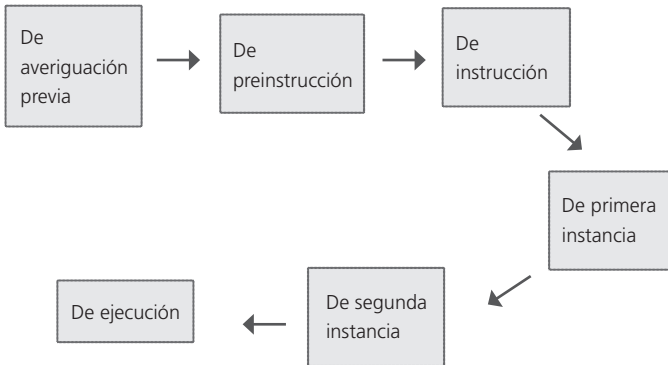 De
averiguación
previa
De
preinstrucción
De
instrucción
De primera
instancia
De segunda
instancia
De ejecución